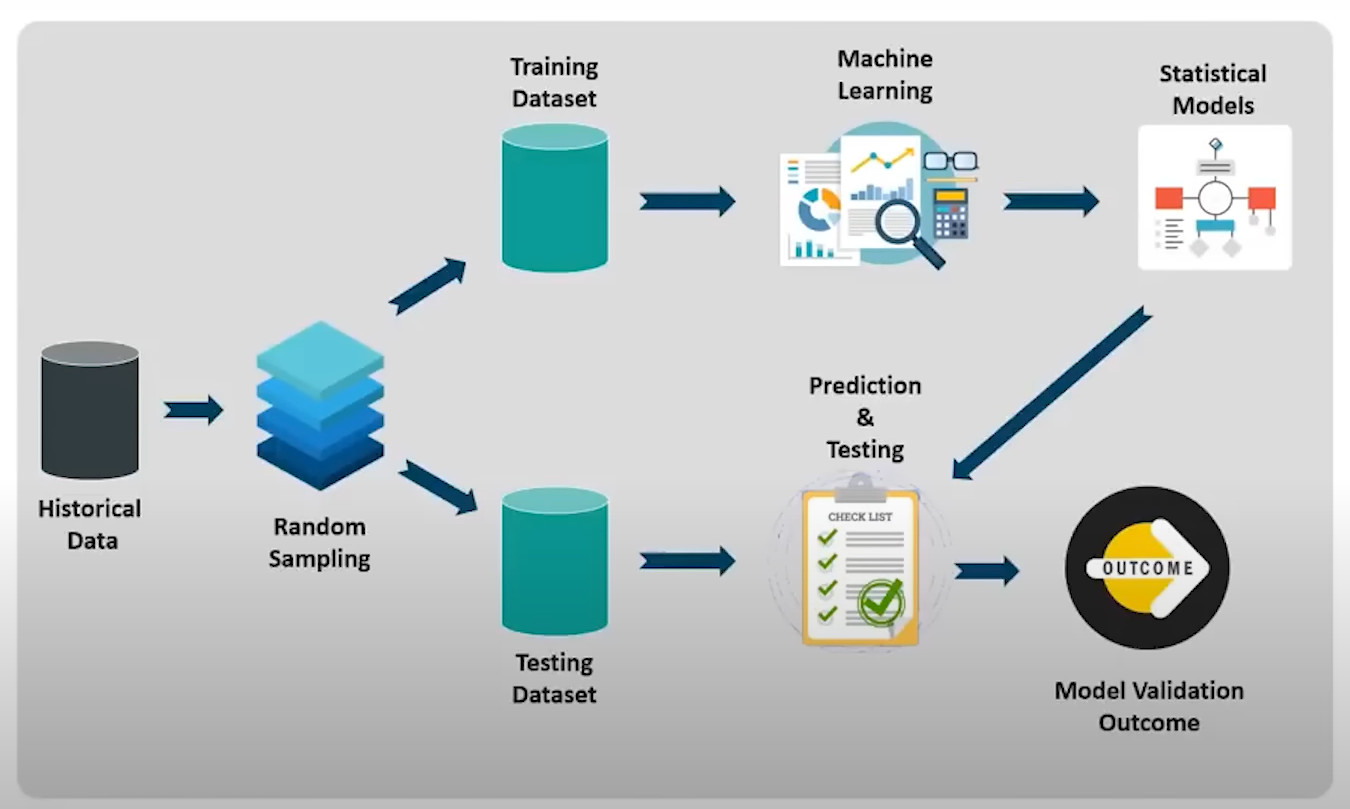 Training
Dataset
Machine
Learning
Statistical
Models
Historical
Data
Random
Sampling
Prediction
&
Testing
CHECK LIST
Testing
Dataset
OUTCOME
Model Validation
Outcome